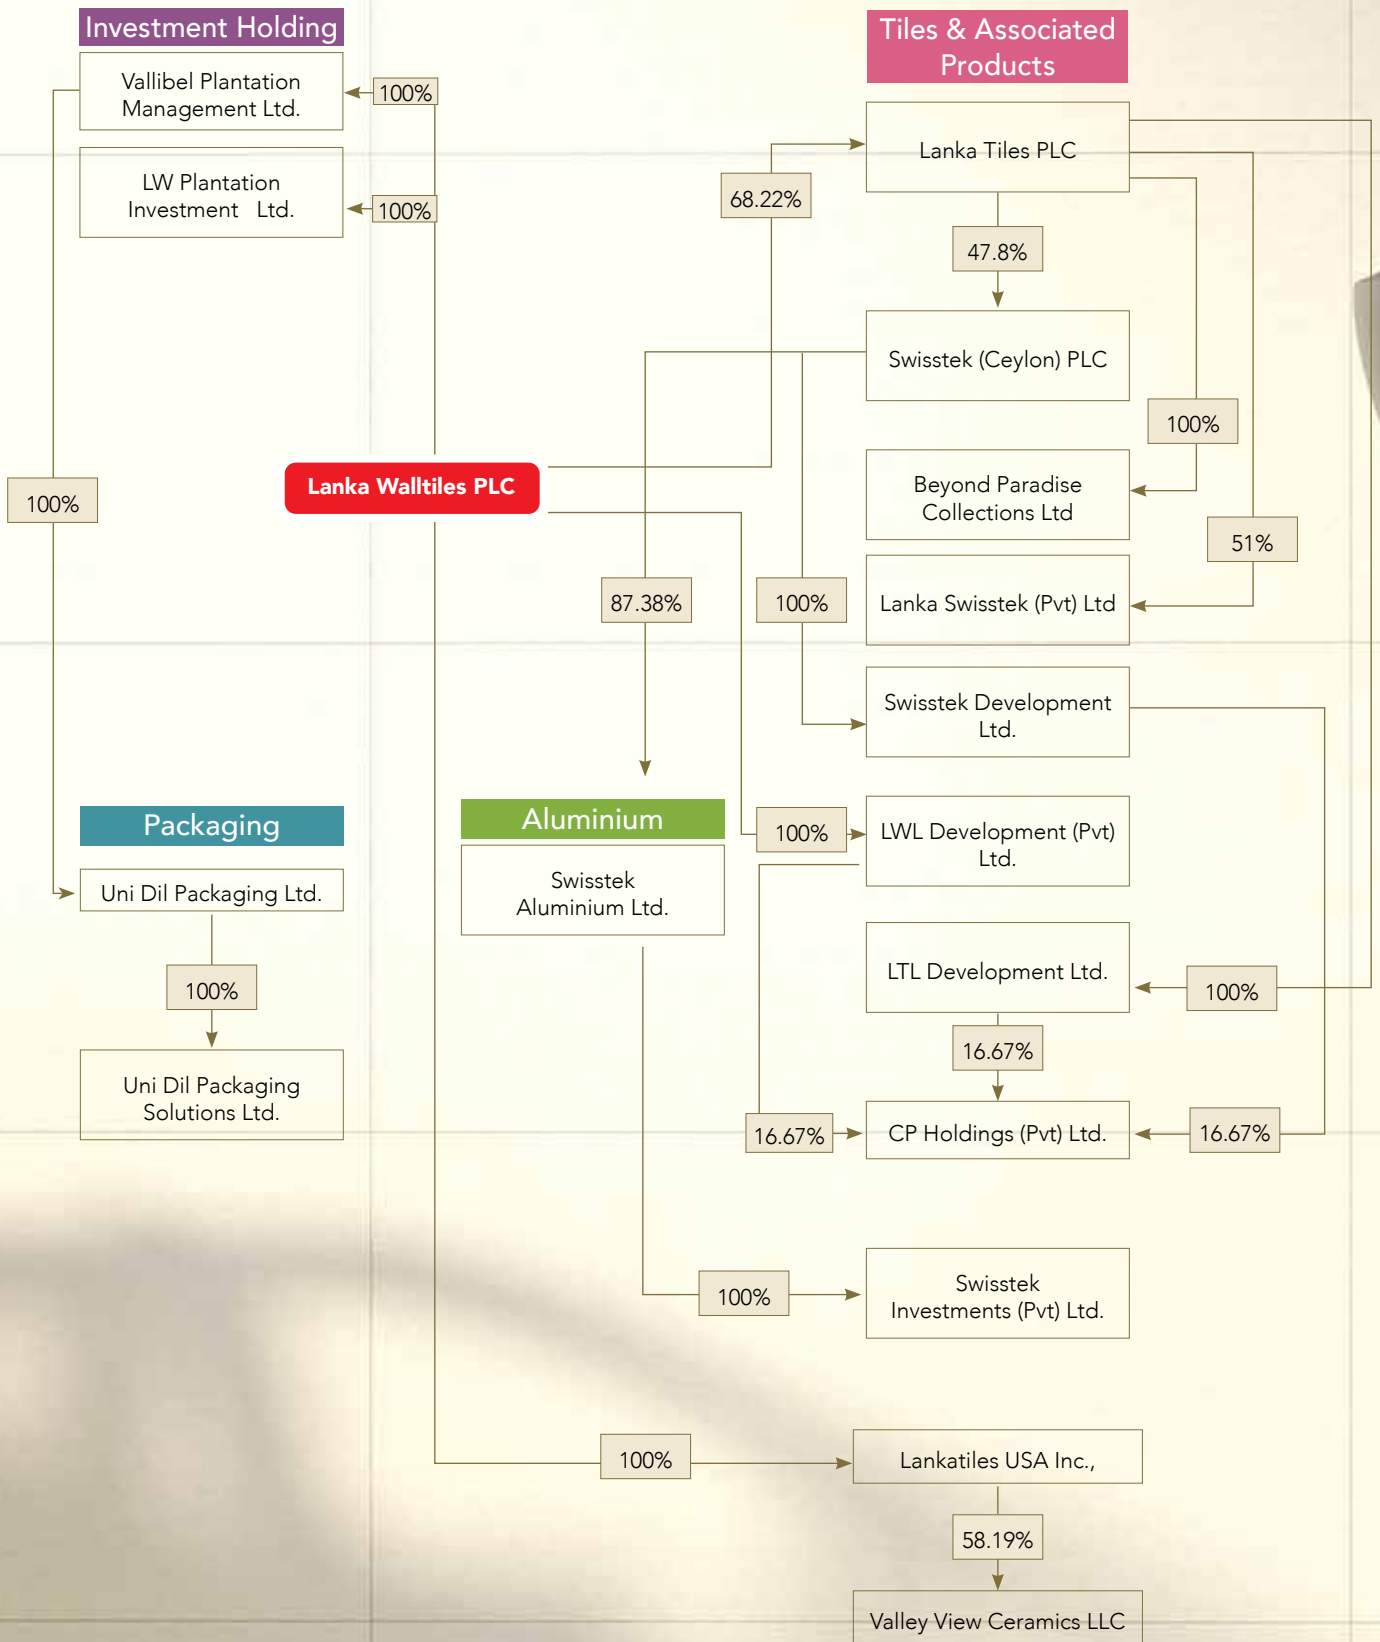 Investment Holding
Vallibel Plantation
Management Ltd.
100%
LW Plantation
Investment Ltd.
100%
Tiles & Associated
Products
Lanka Tiles PLC
68.22%
47.8%
Swisstek (Ceylon) PLC
100%
Beyond Paradise
Collections Ltd
Lanka Walltiles PLC
100%
51%
87.38%
100%
Lanka Swisstek (Pvt) Ltd
Swisstek Development
Ltd.
Packaging
Uni Dil Packaging Ltd.
100%
Uni Dil Packaging
Solutions Ltd.
Aluminium
Swisstek
Aluminium Ltd.
100%
LWL Development (Pvt)
Ltd.
LTL Development Ltd.
100%
16.67%
16.67%
CP Holdings (Pvt) Ltd.
16.67%
100%
Swisstek
Investments (Pvt) Ltd.
100%
Lankatiles USA Inc.,
58.19%
Valley View Ceramics LLC